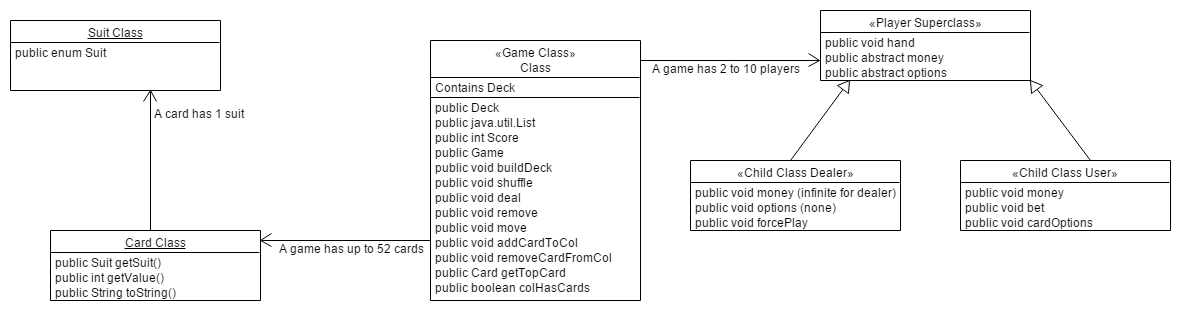 Suit Class
public enum Suit
A card has 1 suit
Card Class
public Suit getSuit()
public int getValue()
public String toString()
A game has up to 52 cards
«Game Class»
Class
Contains Deck
public Deck
public java.util.List
public int Score
public Game
public void buildDeck
public void shuffle
public void deal
public void remove
public void move
public void addCardToCol
public void removeCardFromCol
public Card getTopCard
public boolean colHasCards
A game has 2 to 10 players
«Player Superclass»
public void hand
public abstract money
public abstract options
«Child Class Dealer»
public void money (infinite for dealer)
public void options (none)
public void forcePlay
«Child Class User»
public void money
public void bet
public void cardOptions